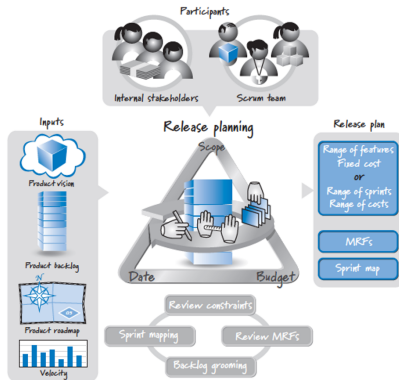 Participants
Internal stakeholders
Scrum team
Inputs
Product vision
Product backlog
N
Product roadmap
Velocity
Release planning
Scope
Date
Budget
Review constraints
Sprint mapping
Review MRFs
Backlog grooming
Release plan
Range of features
Fixed cost
or
Range of sprints
Range of costs
MRFs
Sprint map